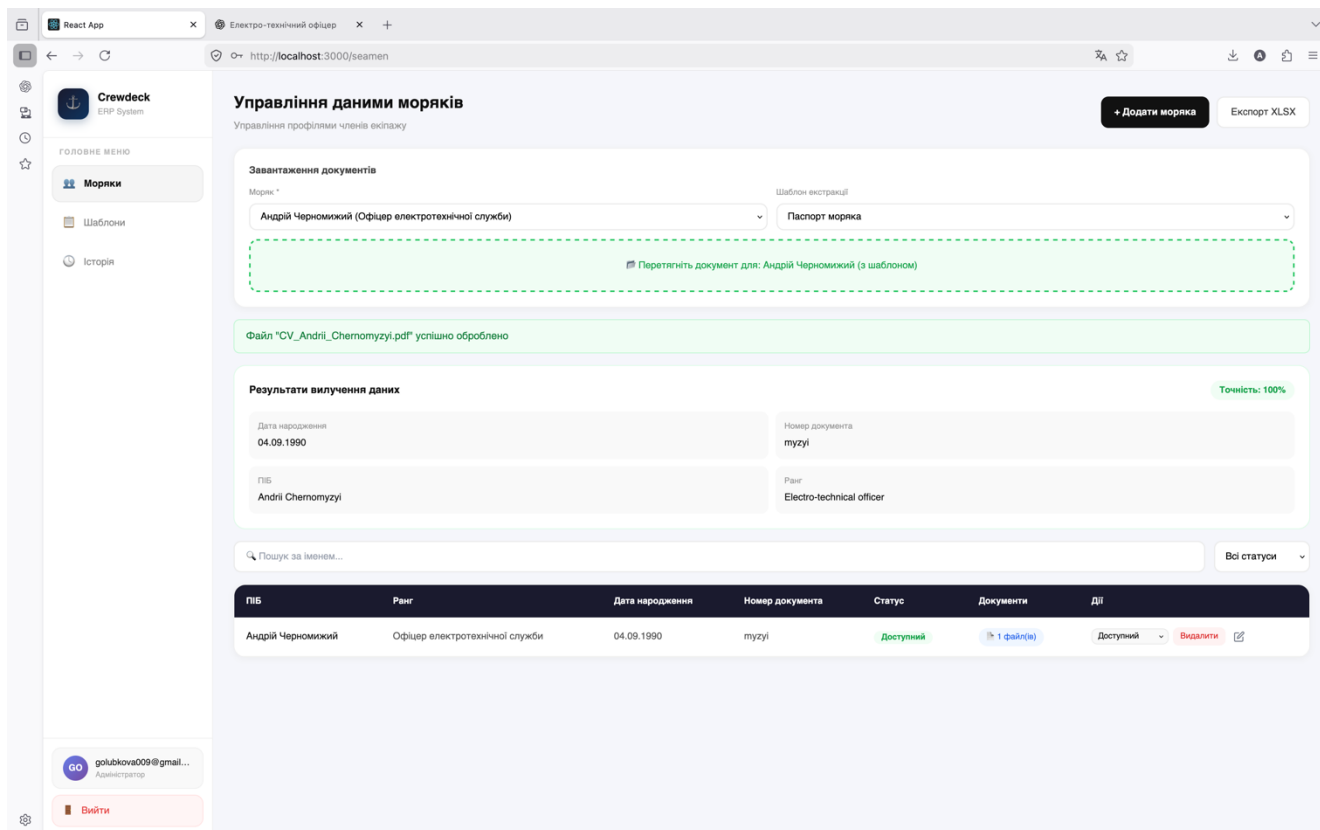 React App
Електро-технічний офіцер
http://localhost:3000/seamen
Crewdeck
ERP System
ГОЛОВНЕ МЕНЮ
Моряки
Шаблони
Історія
Управління даними моряків
Управління профілями членів екіпажу
+ Додати моряка
Експорт XLSX
Завантаження документів
Моряк *
Шаблон екстракції
Андрій Черномижий (Офіцер електротехнічної служби)
Паспорт моряка
Перетягніть документ для: Андрій Черномижий (з шаблоном)
Файл "CV_Andrii_Chernomyzyi.pdf" успішно оброблено
Результати вилучення даних
Точність: 100%
Дата народження
04.09.1990
Номер документа
myzyi
ПІБ
Andrii Chernomyzyi
Ранг
Electro-technical officer
Пошук за іменем...
Всі статуси
ПІБ Ранг Дата народження Номер документа Статус Документи Дії
Андрій Черномижий Офіцер електротехнічної служби 04.09.1990 myzyi Доступний 1 файл(ів) Доступний Видалити
GO
golubkova009@gmail...
Адміністратор
Вийти